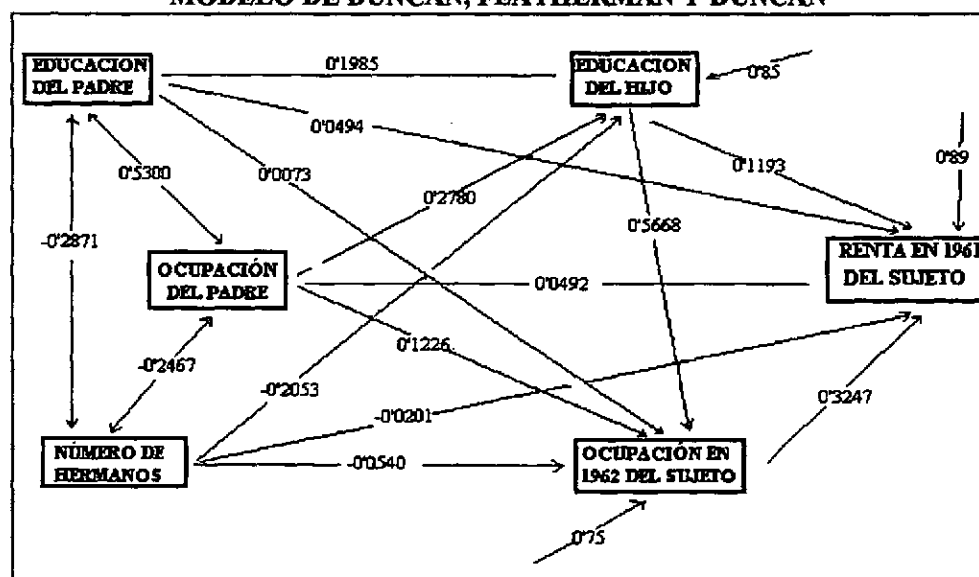 MODELO DE DUNCAN, FEATHERMAN Y DUNCAN
EDUCACION
DEL PADRE
0'1985
EDUCACION
DEL HIJO
0'85
0'0494
0'89
0'5300
0'0073
0'2780
0'1193
-0'2871
0'5668
OCUPACIÓN
DEL PADRE
0'0492
RENTA EN 1961
DEL SUJETO
0'1226
-0'2467
-0'2053
-0'0201
0'3247
NÚMERO DE
HERMANOS
-0'0540
OCUPACIÓN EN
1962 DEL SUJETO
0'75